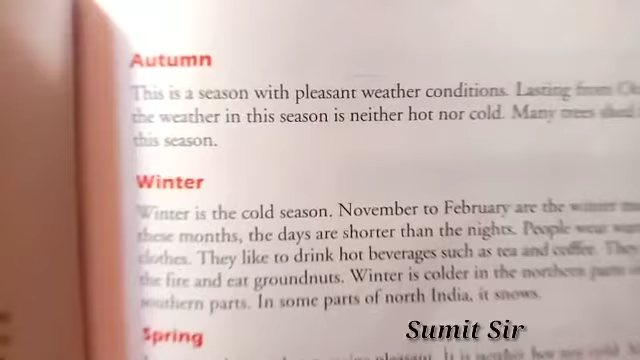 Autumn
This is a season with pleasant weather conditions. Lasting from
the weather in this season is neither hot nor cold. Many trees shed
this season.
Winter
Winter is the cold season. November to February are the winter
these months, the days are shorter than the nights. People wear
clothes. They like to drink hot beverages such as tea and coffee. They
the fire and eat groundnuts. Winter is colder in the northern parts
southern parts. In some parts of north India, it snows.
Sumit Sir
Spring